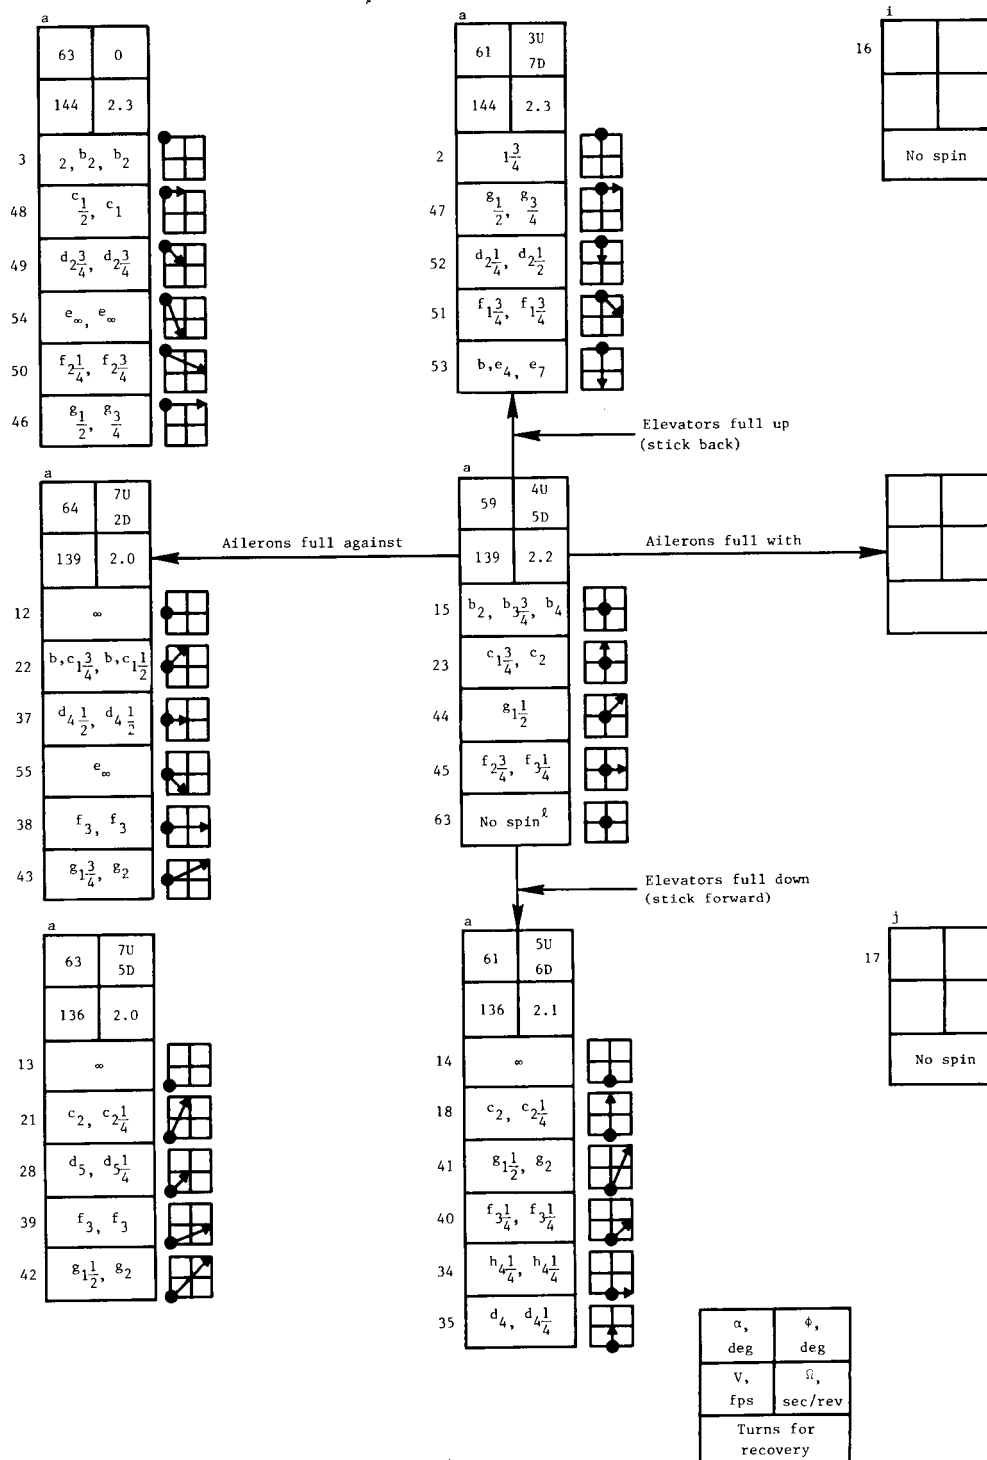 a
63 0
144 2.3
3 2, b2, b2
48 c1/2, c1
49 d2 3/4, d2 3/4
54 e∞, e∞
50 f2 1/4, f2 3/4
46 g1/2, g3/4
a
61 3U
7D
144 2.3
2 1 3/4
47 g1/2, g3/4
52 d2 1/4, d2 1/2
51 f1 3/4, f1 3/4
53 b,e4, e7
i
16
No spin
Elevators full up
(stick back)
a
64 7U
2D
139 2.0
12 ∞
22 b,c1 3/4, b,c1 1/2
37 d4 1/2, d4 1/2
55 e∞
38 f3, f3
43 g1 3/4, g2
Ailerons full against
a
59 4U
5D
139 2.2
15 b2, b3 3/4, b4
23 c1 3/4, c2
44 g1 1/2
45 f2 3/4, f3 1/4
63 No spin ℓ
Ailerons full with
Elevators full down
(stick forward)
a
63 7U
5D
136 2.0
13 ∞
21 c2, c2 1/4
28 d5, d5 1/4
39 f3, f3
42 g1 1/2, g2
61 5U
6D
136 2.1
a
14 ∞
18 c2, c2 1/4
41 g1 1/2, g2
40 f3 1/4, f3 1/4
34 h4 1/4, h4 1/4
35 d4, d4 1/4
j
17
No spin
α, ϕ,
deg deg
V, Ω,
fps sec/rev
Turns for
recovery